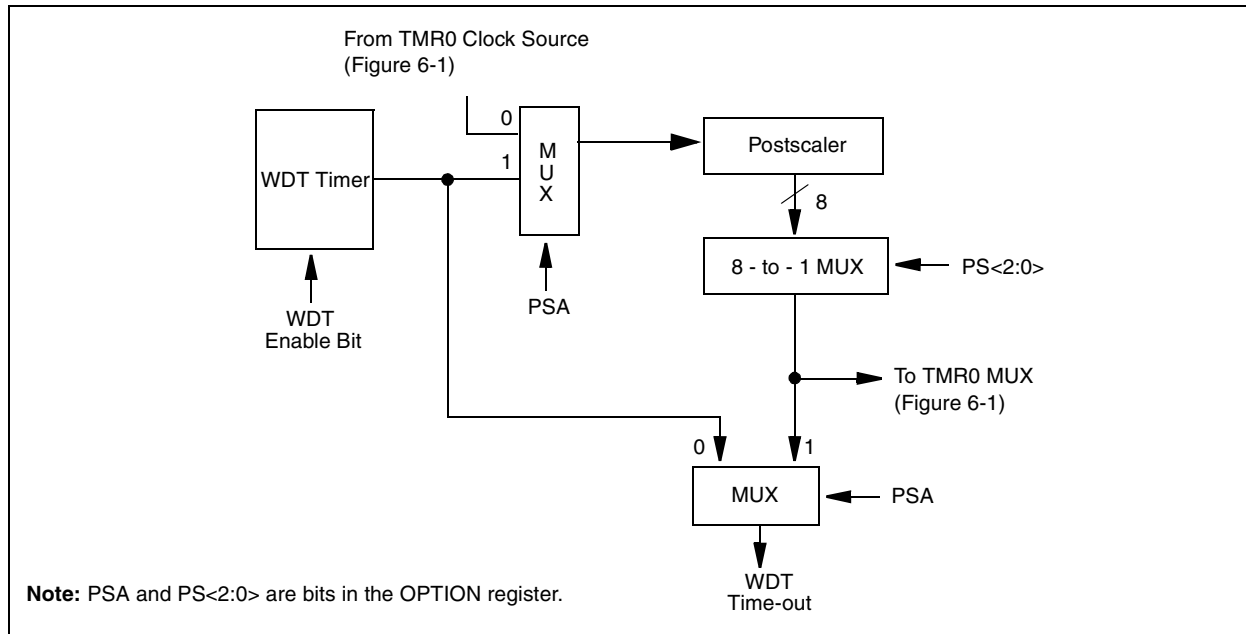 From TMR0 Clock Source
(Figure 6-1)
0
1
M
U
X
WDT Timer
Postscaler
8
8 - to - 1 MUX
PS<2:0>
PSA
WDT
Enable Bit
To TMR0 MUX
(Figure 6-1)
0
1
MUX
PSA
WDT
Time-out
Note: PSA and PS<2:0> are bits in the OPTION register.